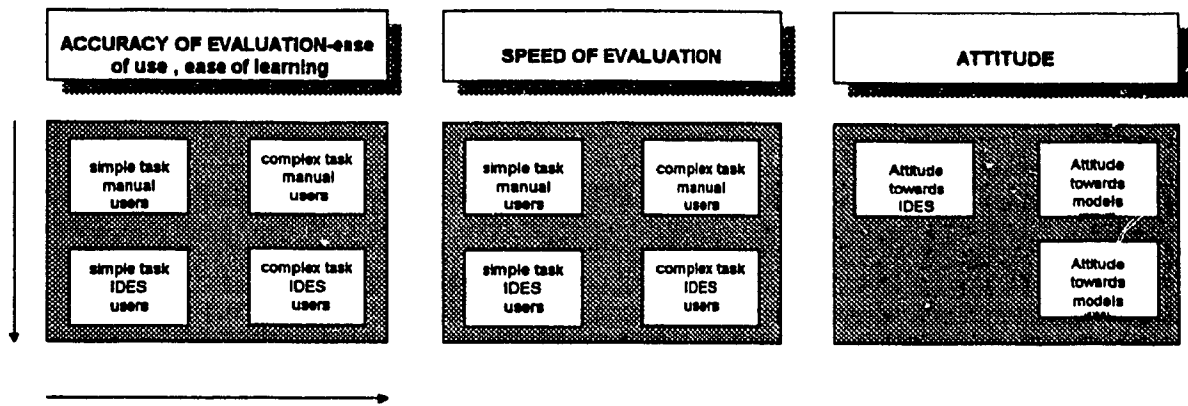 ACCURACY OF EVALUATION-ease
of use , ease of learning
SPEED OF EVALUATION
ATTITUDE
simple task
manual
users
complex task
manual
users
simple task
IDES
users
complex task
IDES
users
simple task
manual
users
complex task
manual
users
simple task
IDES
users
complex task
IDES
users
Attitude
towards
IDES
Attitude
towards
models
Attitude
towards
models